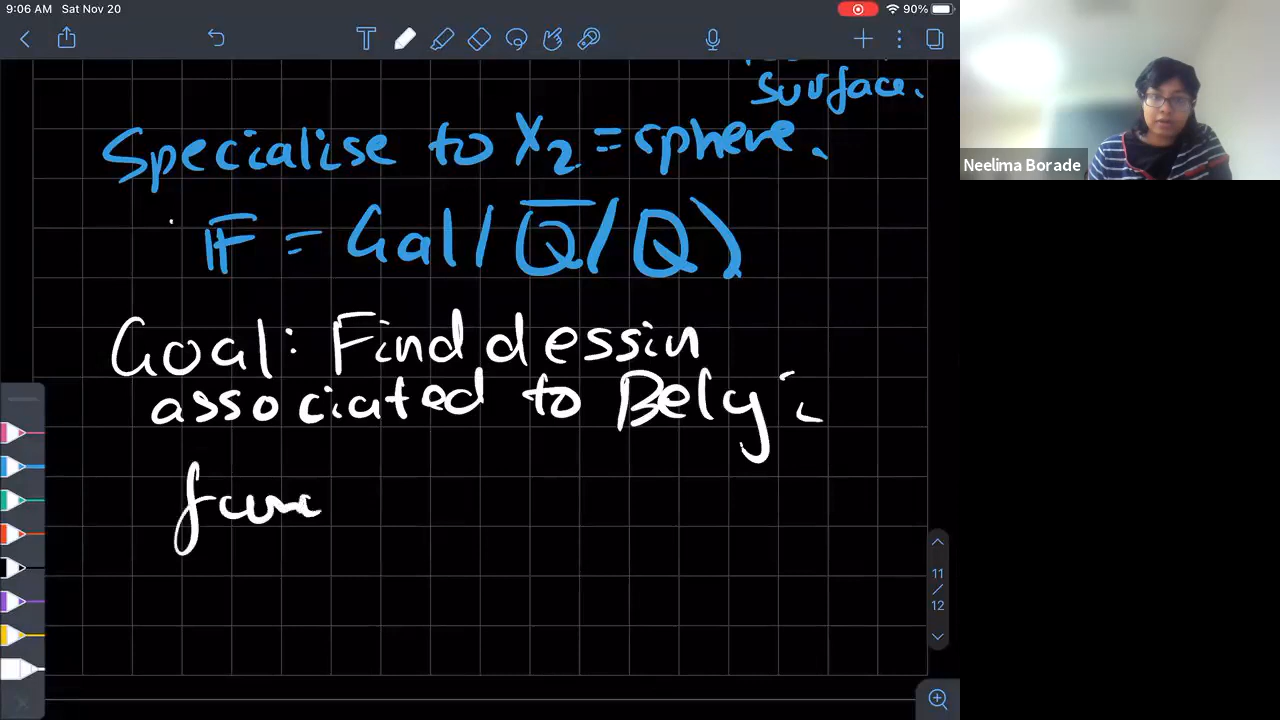 9:06 AM Sat Nov 20
90%
surface.
Specialise to X₂ = sphere.
𝔽 = Gal(Q̅/Q)
Goal: Find dessin
associated to Belyi
func
11
/
12
Neelima Borade